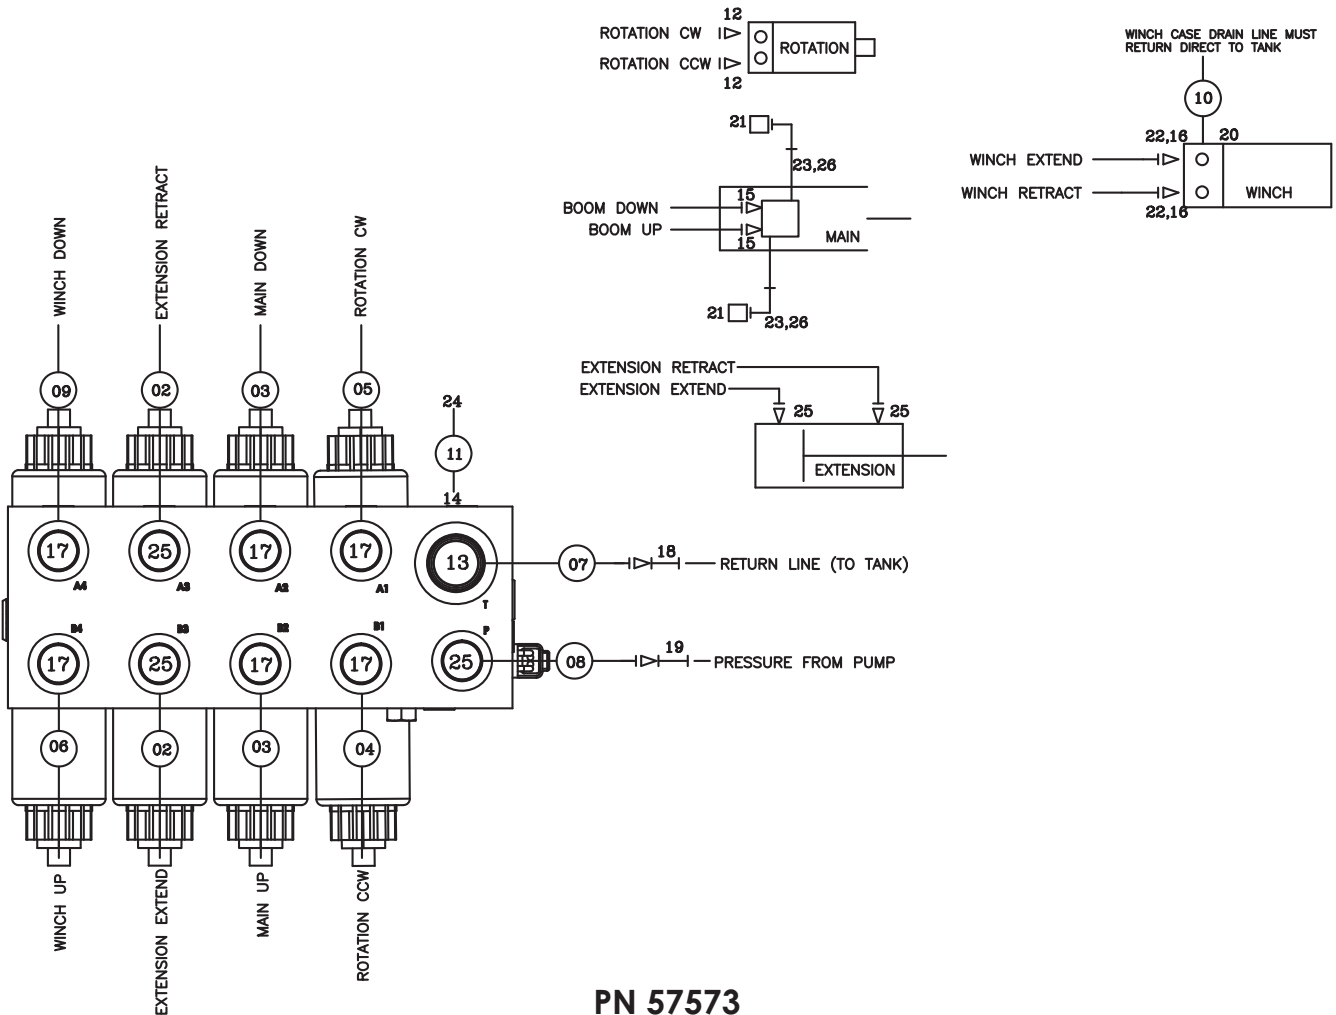 12
ROTATION CW
ROTATION
ROTATION CCW
12
WINCH CASE DRAIN LINE MUST
RETURN DIRECT TO TANK
10
22,16 20
WINCH EXTEND
WINCH RETRACT
WINCH
22,16
21
23,26
15
BOOM DOWN
BOOM UP
MAIN
15
21
23,26
EXTENSION RETRACT
EXTENSION EXTEND
25 25
EXTENSION
WINCH DOWN
EXTENSION RETRACT
MAIN DOWN
ROTATION CW
09 02 03 05
24
11
14
17 25 17 17 13
A4 A3 A2 A1
T
07 18 RETURN LINE (TO TANK)
B4 B3 B2 B1 P
17 25 17 17 25
08 19 PRESSURE FROM PUMP
06 02 03 04
WINCH UP
EXTENSION EXTEND
MAIN UP
ROTATION CCW
PN 57573